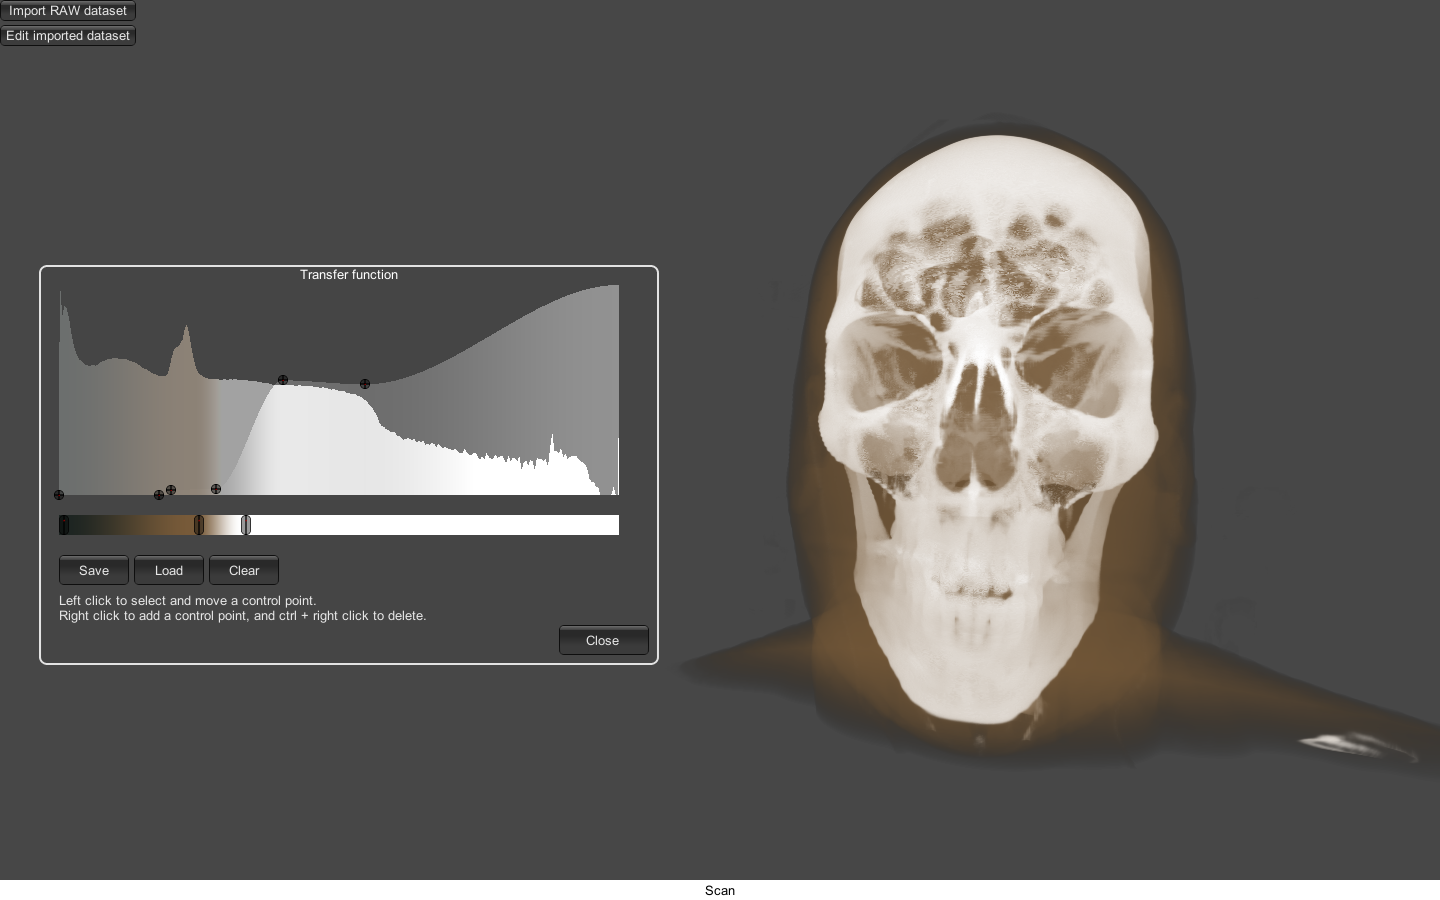 Import RAW dataset
Edit imported dataset
Transfer function
Save
Load
Clear
Left click to select and move a control point.
Right click to add a control point, and ctrl + right click to delete.
Close
Scan